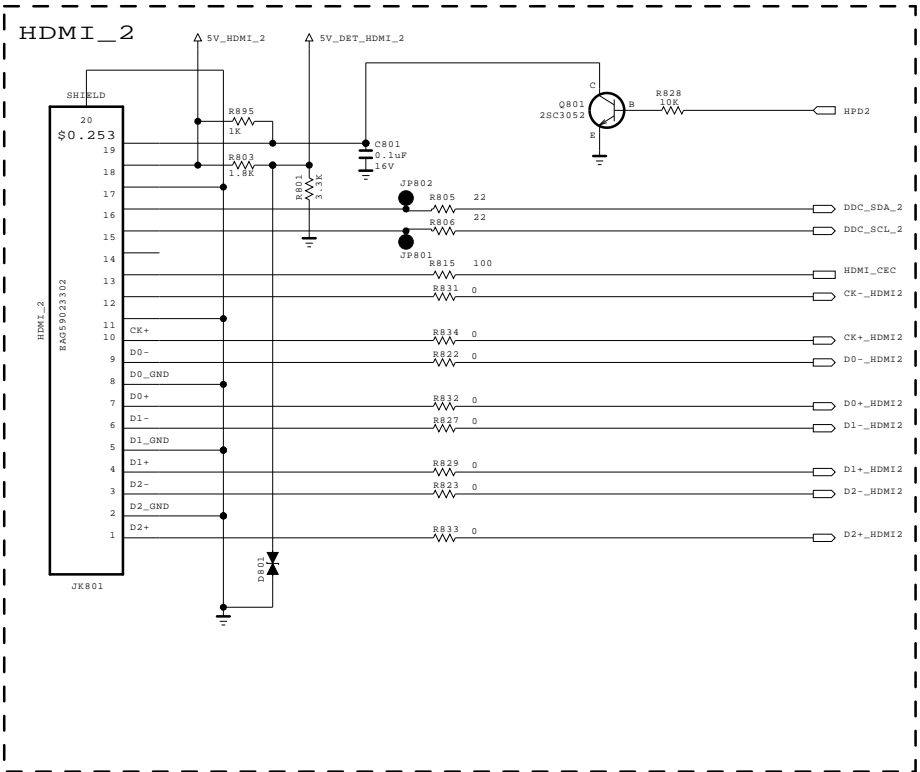 HDMI_2
5V_HDMI_2
5V_DET_HDMI_2
SHIELD
20
$0.253
19
18
17
16
15
14
13
12
11
10
9
8
7
6
5
4
3
2
1
HDMI_2
EAG59023302
JK801
CK+
D0-
D0_GND
D0+
D1-
D1_GND
D1+
D2-
D2_GND
D2+
R895
1K
R803
1.8K
R801
3.3K
C801
0.1uF
16V
D801
JP802
JP801
Q801
2SC3052
C
B
E
R828
10K
HPD2
R805 22
DDC_SDA_2
R806 22
DDC_SCL_2
R815 100
HDMI_CEC
R831 0
CK-_HDMI2
R834 0
CK+_HDMI2
R822 0
D0-_HDMI2
R832 0
D0+_HDMI2
R827 0
D1-_HDMI2
R829 0
D1+_HDMI2
R823 0
D2-_HDMI2
R833 0
D2+_HDMI2